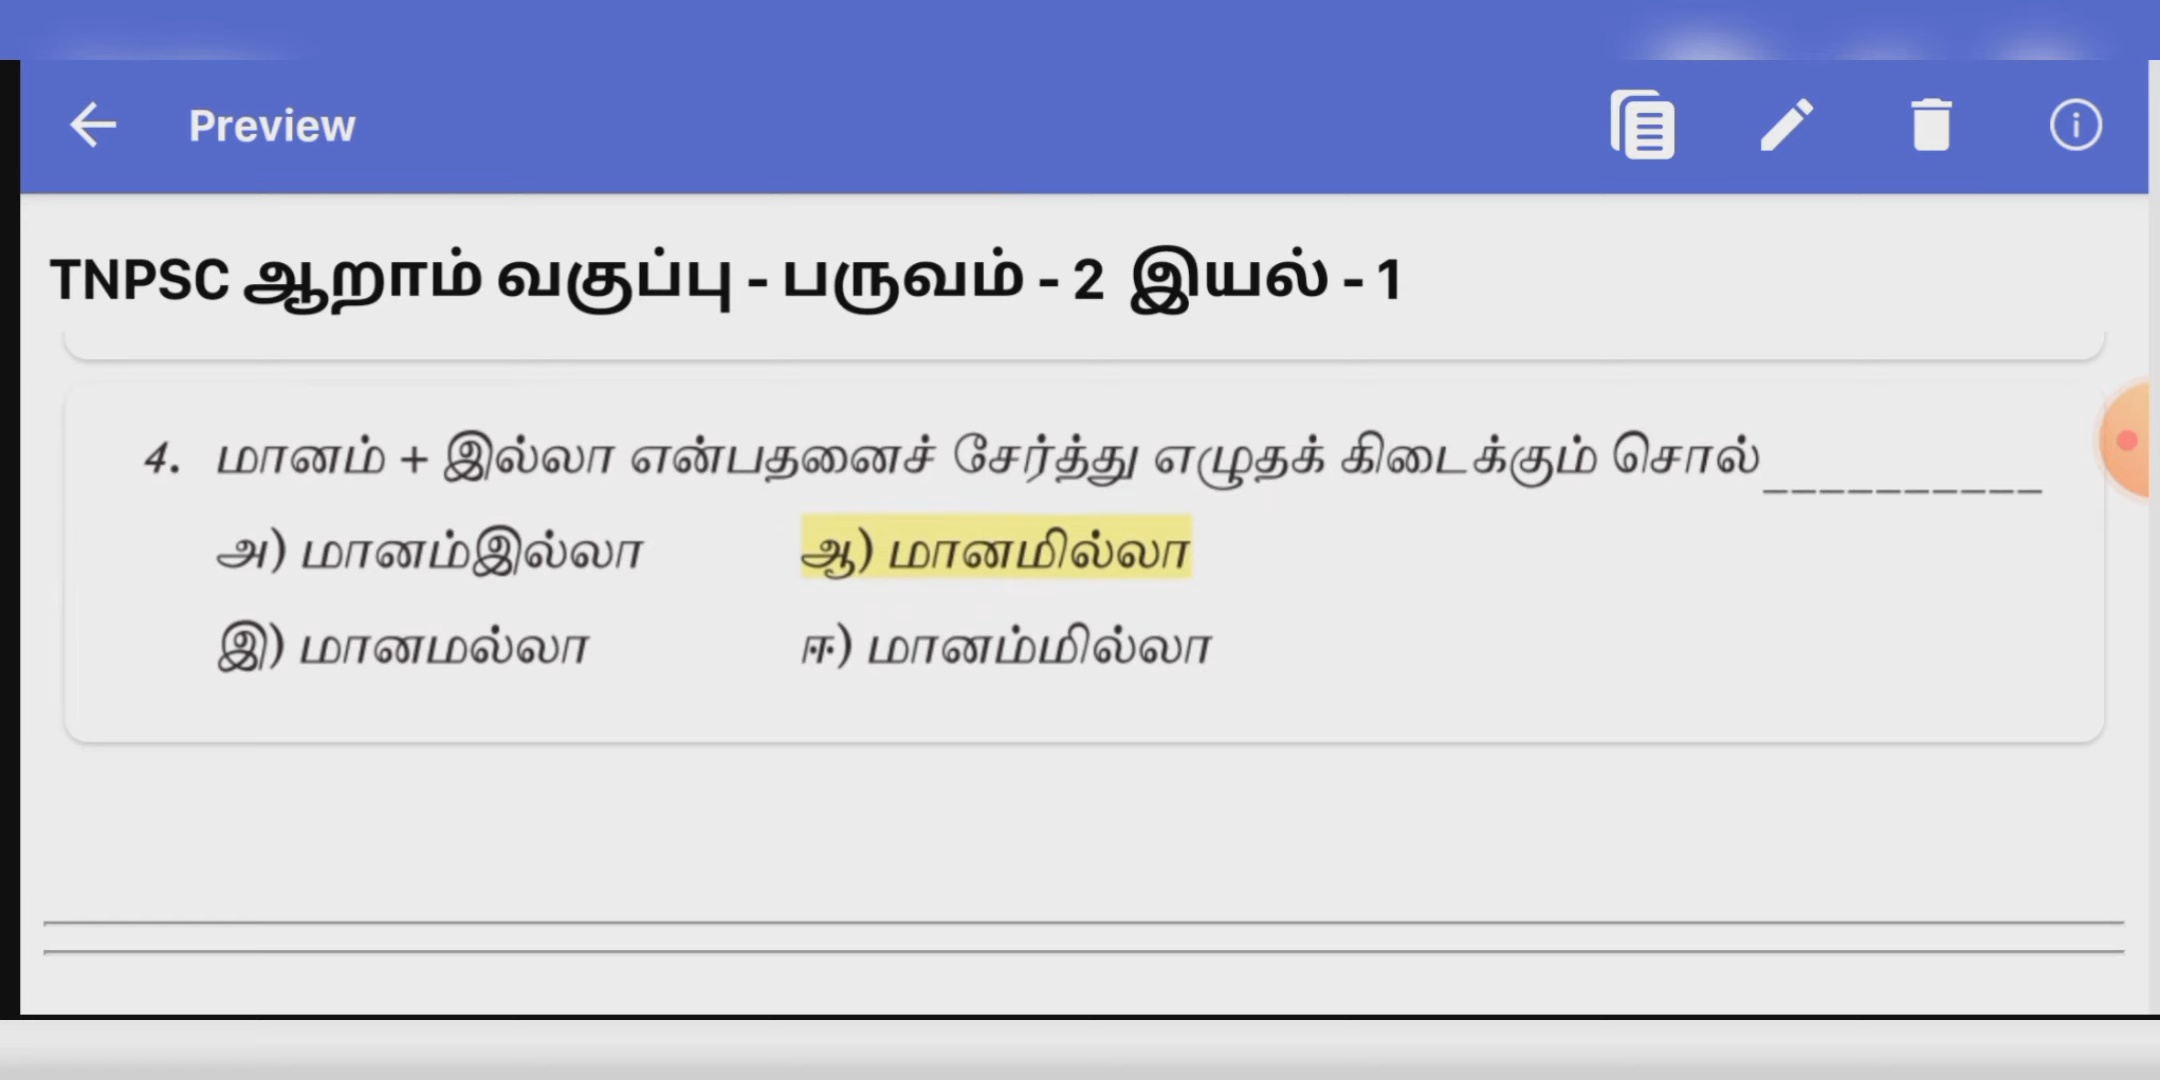 Preview
TNPSC ஆறாம் வகுப்பு - பருவம் - 2 இயல் - 1
4. மானம் + இல்லா என்பதனைச் சேர்த்து எழுதக் கிடைக்கும் சொல்__________
அ) மானம்இல்லா ஆ) மானமில்லா
இ) மானமல்லா ஈ) மானம்மில்லா